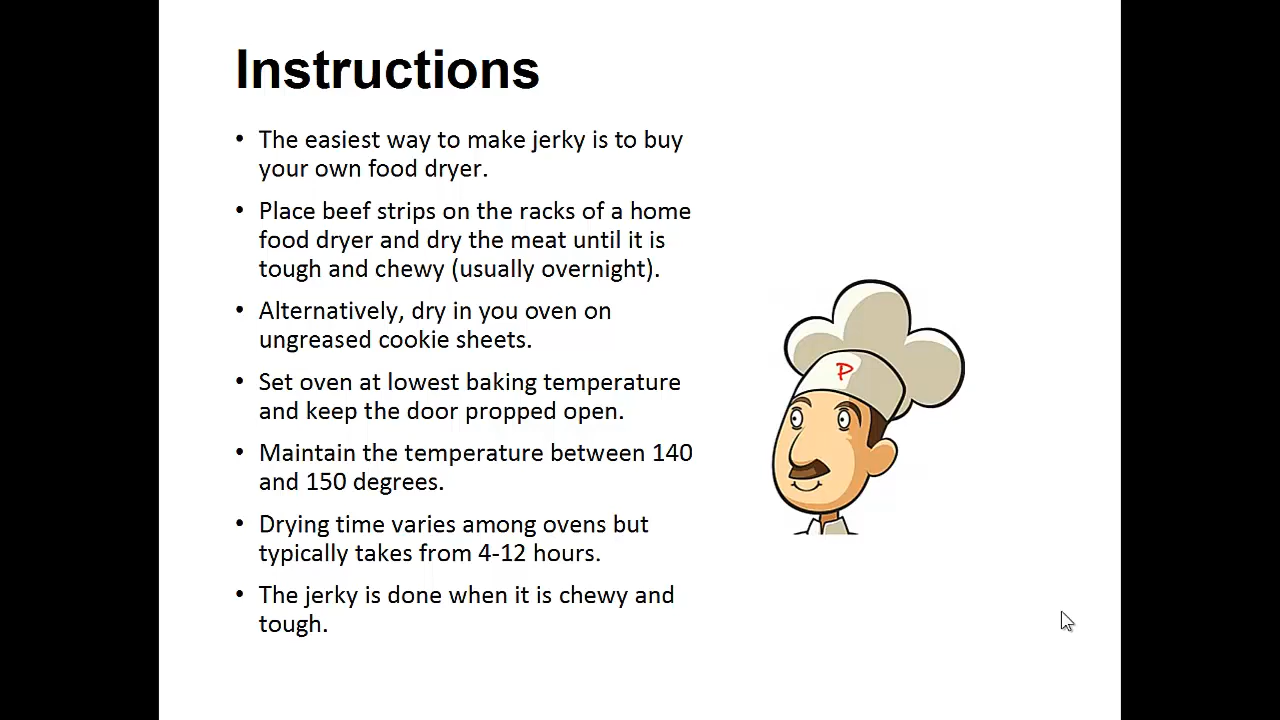 Instructions
• The easiest way to make jerky is to buy
your own food dryer.
• Place beef strips on the racks of a home
food dryer and dry the meat until it is
tough and chewy (usually overnight).
• Alternatively, dry in you oven on
ungreased cookie sheets.
• Set oven at lowest baking temperature
and keep the door propped open.
• Maintain the temperature between 140
and 150 degrees.
• Drying time varies among ovens but
typically takes from 4-12 hours.
• The jerky is done when it is chewy and
tough.
P